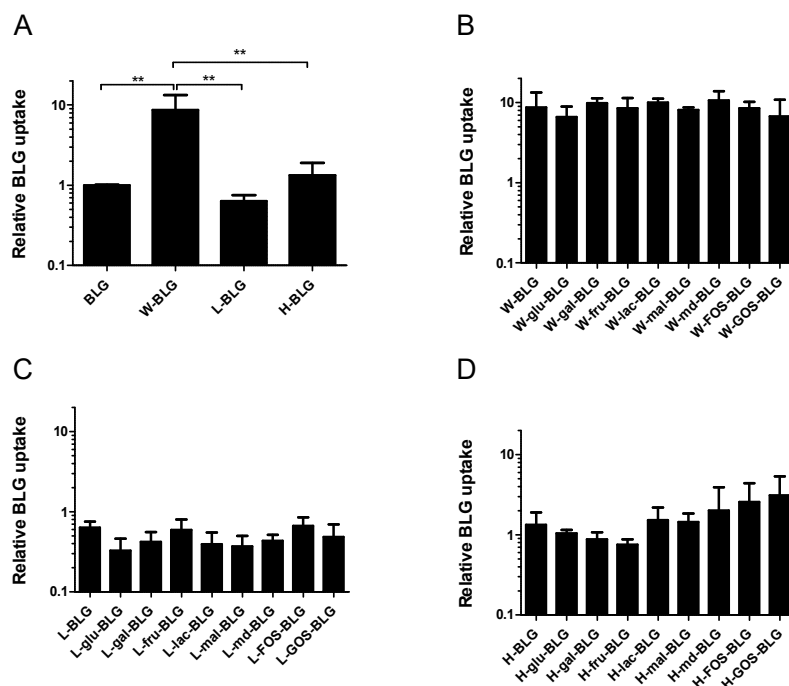 A
Relative BLG uptake
10
1
0.1
**
**
**
BLG
W-BLG
L-BLG
H-BLG
B
Relative BLG uptake
10
1
0.1
W-BLG
W-glu-BLG
W-gal-BLG
W-fru-BLG
W-lac-BLG
W-mal-BLG
W-md-BLG
W-FOS-BLG
W-GOS-BLG
C
Relative BLG uptake
10
1
0.1
L-BLG
L-glu-BLG
L-gal-BLG
L-fru-BLG
L-lac-BLG
L-mal-BLG
L-md-BLG
L-FOS-BLG
L-GOS-BLG
D
Relative BLG uptake
10
1
0.1
H-BLG
H-glu-BLG
H-gal-BLG
H-fru-BLG
H-lac-BLG
H-mal-BLG
H-md-BLG
H-FOS-BLG
H-GOS-BLG